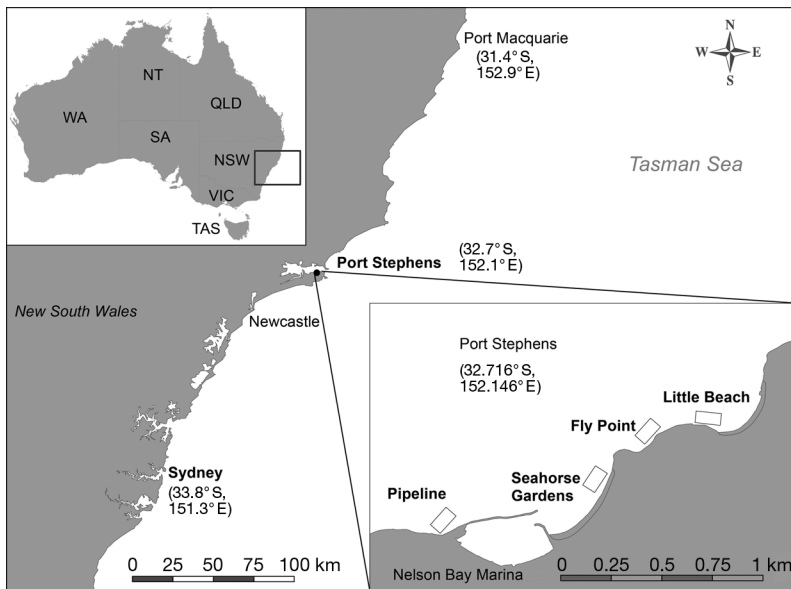 WA
NT
QLD
SA
NSW
VIC
TAS
Port Macquarie
(31.4° S,
152.9° E)
N
W E
S
Tasman Sea
Port Stephens
(32.7° S,
152.1° E)
New South Wales
Newcastle
Sydney
(33.8° S,
151.3° E)
0 25 50 75 100 km
Port Stephens
(32.716° S,
152.146° E)
Little Beach
Fly Point
Seahorse
Gardens
Pipeline
Nelson Bay Marina
0 0.25 0.5 0.75 1 km